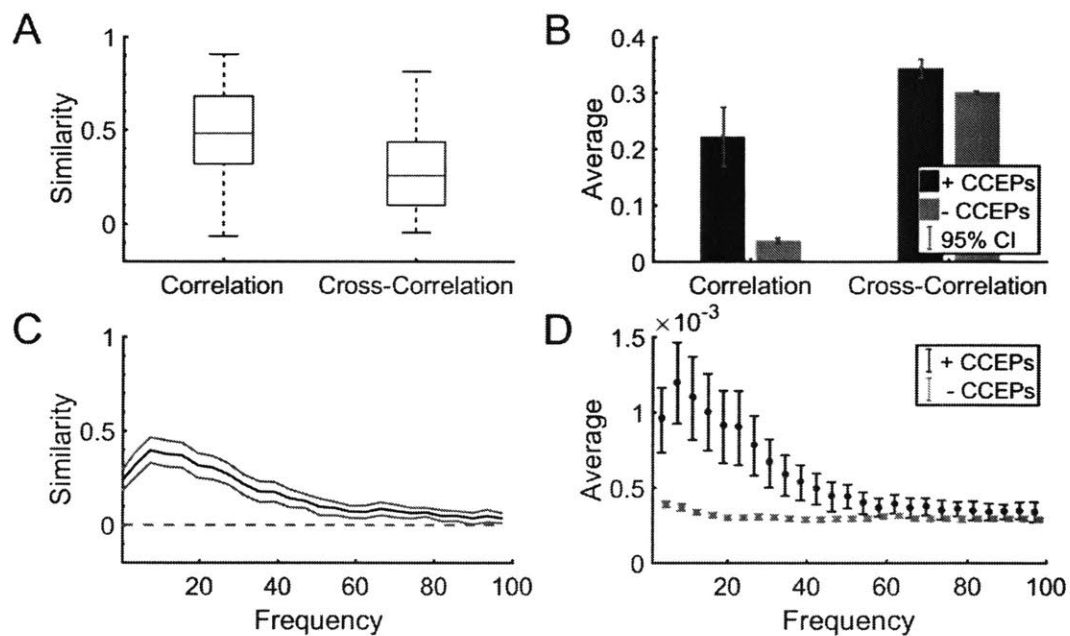 A
Similarity
1
0.5
0
Correlation Cross-Correlation
B
Average
0.4
0.3
0.2
0.1
0
+ CCEPs
- CCEPs
95% CI
Correlation Cross-Correlation
C
Similarity
1
0.5
0
20 40 60 80 100
Frequency
D
×10⁻³
Average
1.5
1
0.5
0
+ CCEPs
- CCEPs
20 40 60 80 100
Frequency